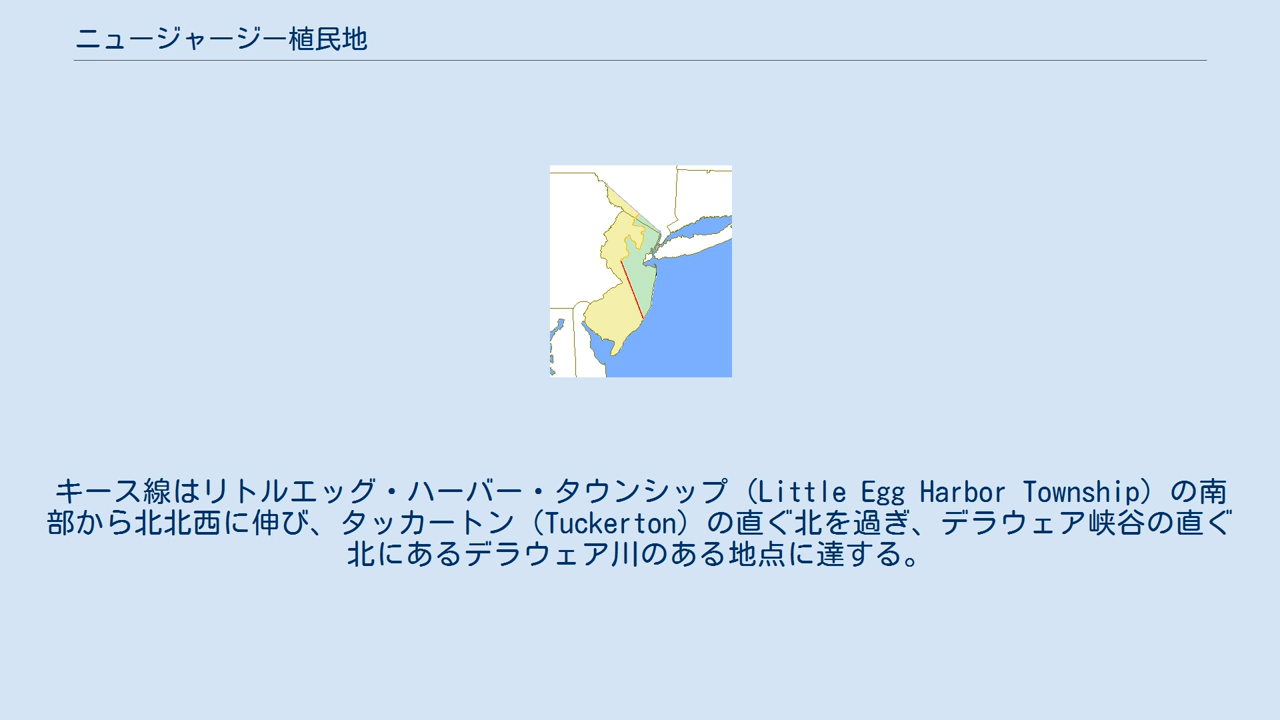 ニュージャージー植民地
キース線はリトルエッグ・ハーバー・タウンシップ（Little Egg Harbor Township）の南
部から北北西に伸び、タッカートン（Tuckerton）の直ぐ北を過ぎ、デラウェア峡谷の直ぐ
北にあるデラウェア川のある地点に達する。